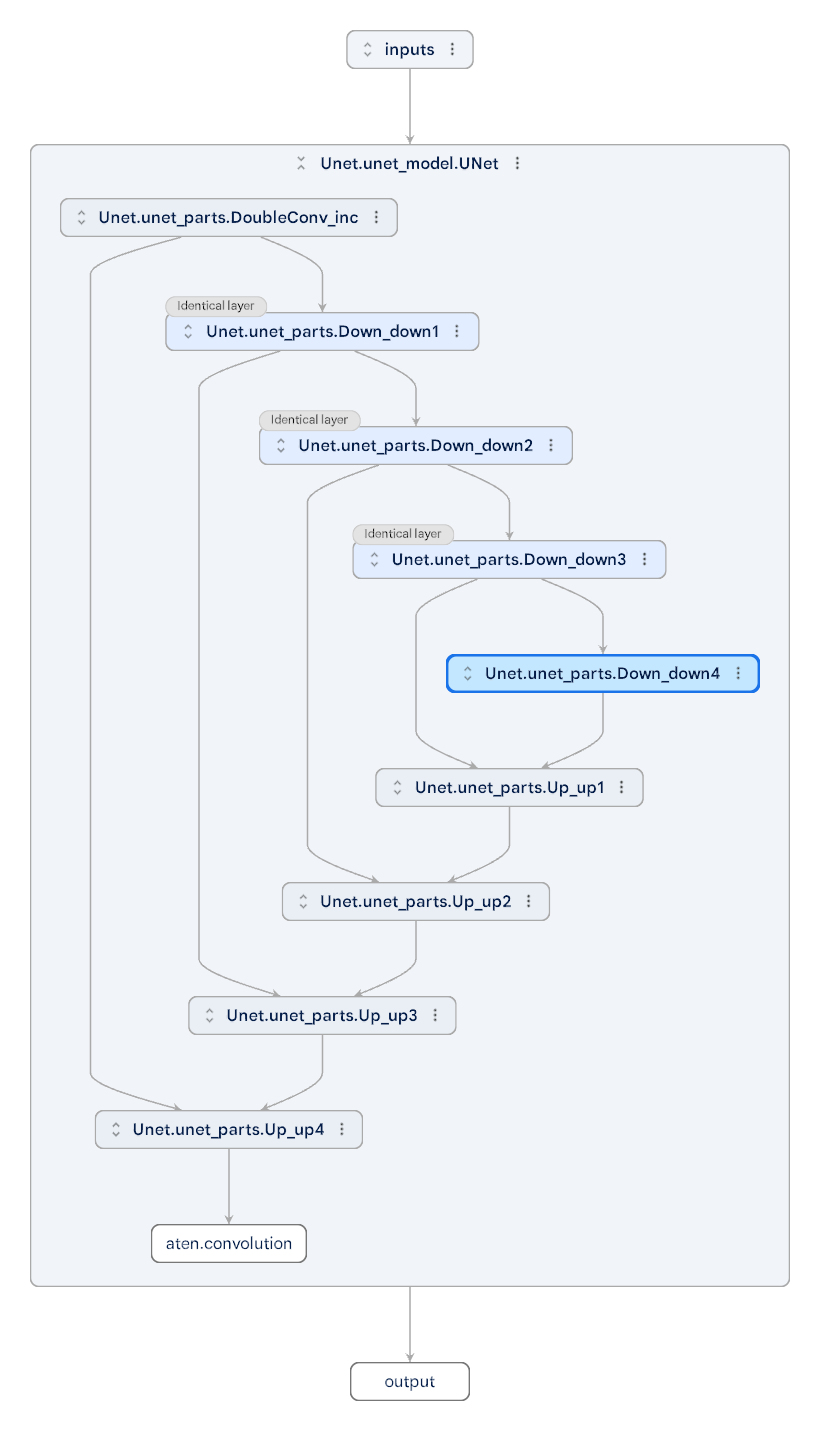 inputs
Unet.unet_model.UNet
Unet.unet_parts.DoubleConv_inc
Identical layer
Unet.unet_parts.Down_down1
Identical layer
Unet.unet_parts.Down_down2
Identical layer
Unet.unet_parts.Down_down3
Unet.unet_parts.Down_down4
Unet.unet_parts.Up_up1
Unet.unet_parts.Up_up2
Unet.unet_parts.Up_up3
Unet.unet_parts.Up_up4
aten.convolution
output